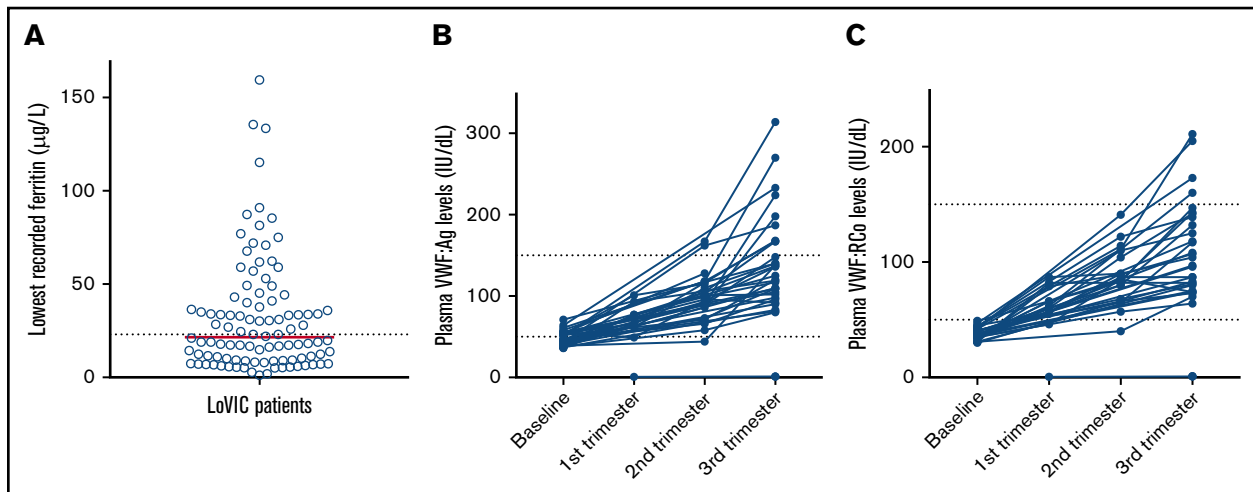 A
Lowest recorded ferritin (μg/L)
150
100
50
0
LoVIC patients
B
Plasma VWF:Ag levels (IU/dL)
300
200
100
0
Baseline
1st trimester
2nd trimester
3rd trimester
C
Plasma VWF:RCo levels (IU/dL)
200
100
0
Baseline
1st trimester
2nd trimester
3rd trimester